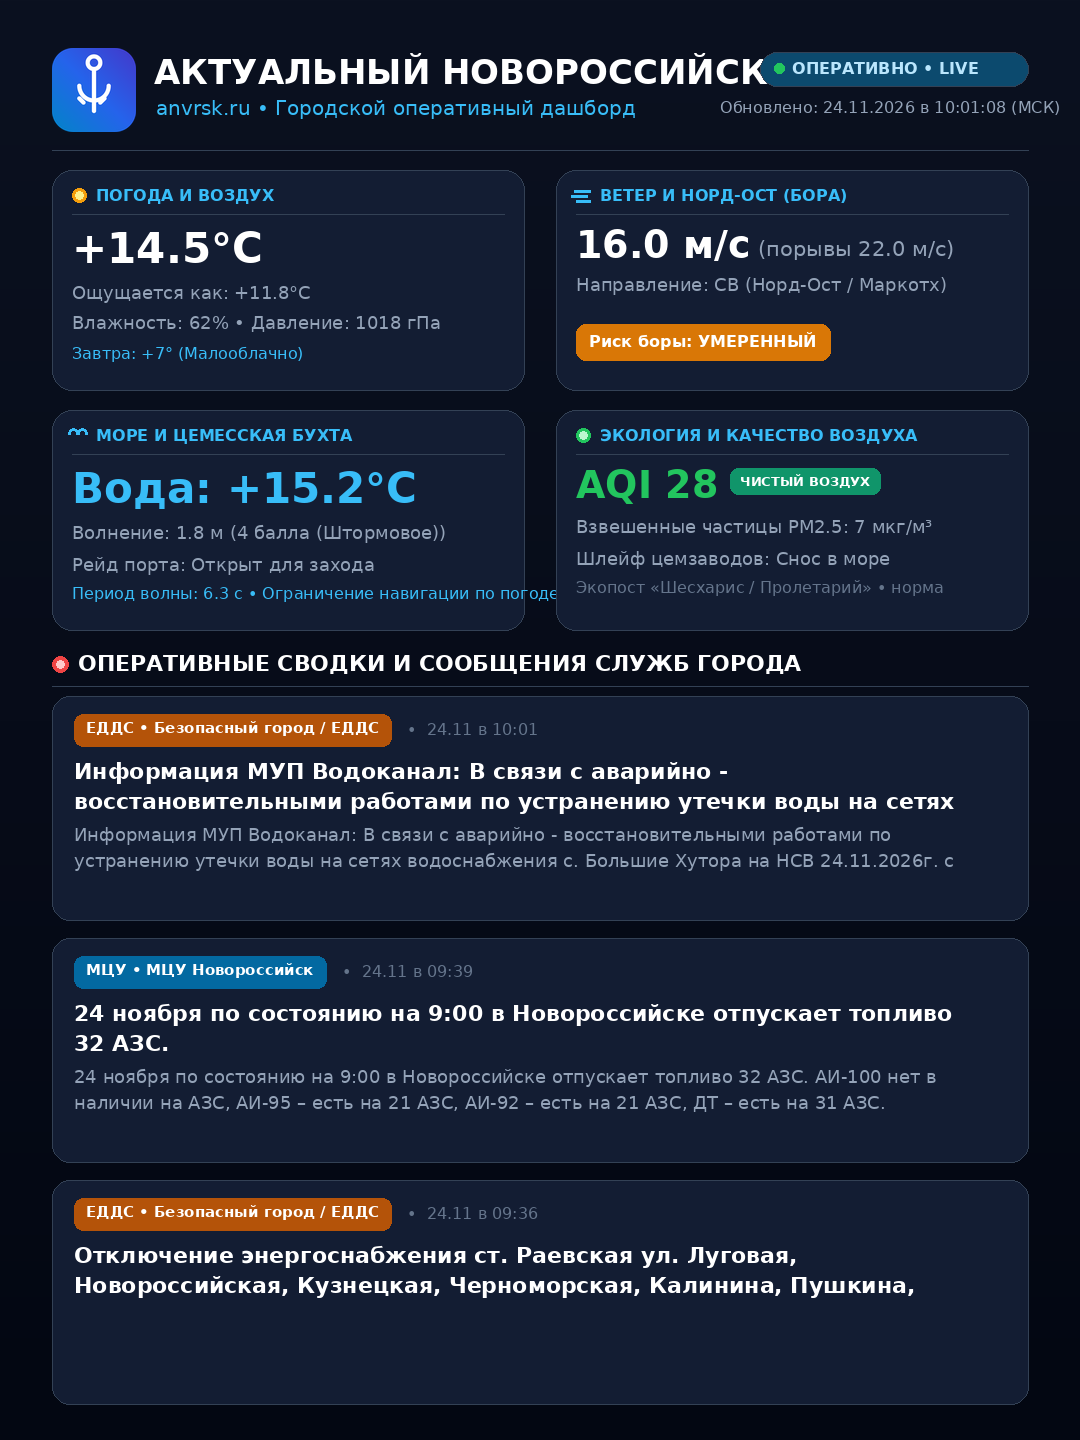 АКТУАЛЬНЫЙ НОВОРОССИЙСК
ОПЕРАТИВНО • LIVE
anvrsk.ru • Городской оперативный дашборд
Обновлено: 24.11.2026 в 10:01:08 (МСК)
ПОГОДА И ВОЗДУХ
+14.5°C
Ощущается как: +11.8°C
Влажность: 62% • Давление: 1018 гПа
Завтра: +7° (Малооблачно)
ВЕТЕР И НОРД-ОСТ (БОРА)
16.0 м/с (порывы 22.0 м/с)
Направление: СВ (Норд-Ост / Маркотх)
Риск боры: УМЕРЕННЫЙ
МОРЕ И ЦЕМЕССКАЯ БУХТА
Вода: +15.2°C
Волнение: 1.8 м (4 балла (Штормовое))
Рейд порта: Открыт для захода
Период волны: 6.3 с • Ограничение навигации по погоде
ЭКОЛОГИЯ И КАЧЕСТВО ВОЗДУХА
AQI 28 ЧИСТЫЙ ВОЗДУХ
Взвешенные частицы PM2.5: 7 мкг/м³
Шлейф цемзаводов: Снос в море
Экопост «Шесхарис / Пролетарий» • норма
ОПЕРАТИВНЫЕ СВОДКИ И СООБЩЕНИЯ СЛУЖБ ГОРОДА
ЕДДС • Безопасный город / ЕДДС • 24.11 в 10:01
Информация МУП Водоканал: В связи с аварийно -
восстановительными работами по устранению утечки воды на сетях
Информация МУП Водоканал: В связи с аварийно - восстановительными работами по
устранению утечки воды на сетях водоснабжения с. Большие Хутора на НСВ 24.11.2026г. с
МЦУ • МЦУ Новороссийск • 24.11 в 09:39
24 ноября по состоянию на 9:00 в Новороссийске отпускает топливо
32 АЗС.
24 ноября по состоянию на 9:00 в Новороссийске отпускает топливо 32 АЗС. АИ-100 нет в
наличии на АЗС, АИ-95 – есть на 21 АЗС, АИ-92 – есть на 21 АЗС, ДТ – есть на 31 АЗС.
ЕДДС • Безопасный город / ЕДДС • 24.11 в 09:36
Отключение энергоснабжения ст. Раевская ул. Луговая,
Новороссийская, Кузнецкая, Черноморская, Калинина, Пушкина,